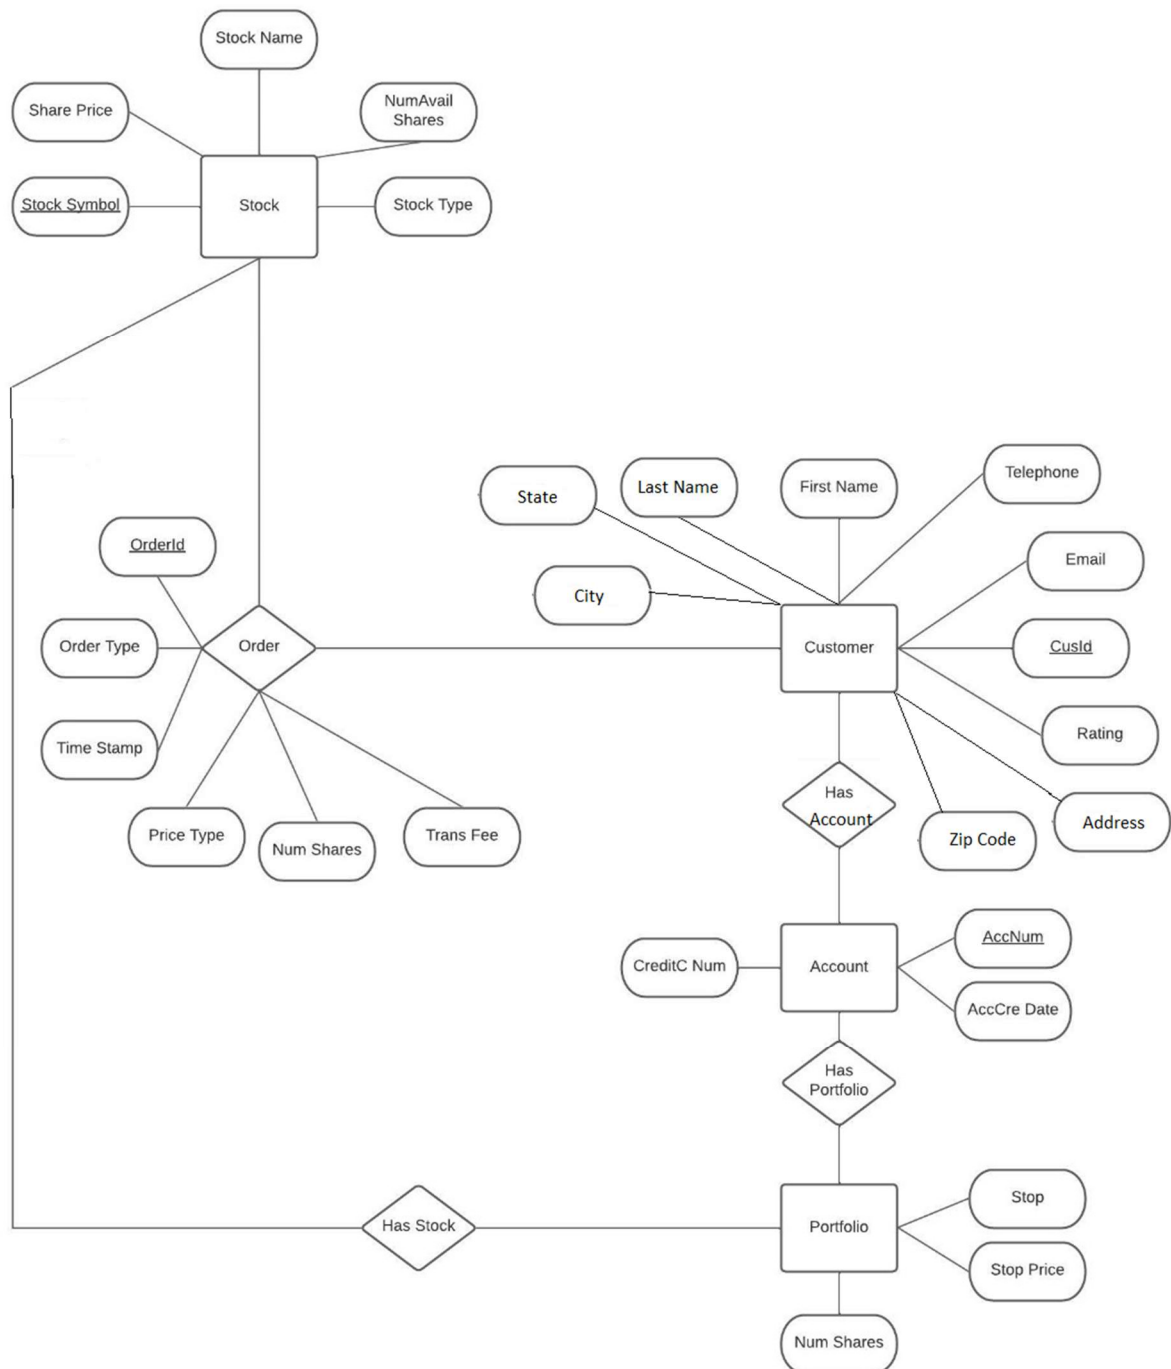 Stock Name
Share Price
NumAvail
Shares
Stock Symbol
Stock
Stock Type
State
Last Name
First Name
Telephone
OrderId
City
Email
Order Type
Order
Customer
CusId
Time Stamp
Rating
Price Type
Num Shares
Trans Fee
Has
Account
Zip Code
Address
CreditC Num
Account
AccNum
AccCre Date
Has
Portfolio
Has Stock
Portfolio
Stop
Stop Price
Num Shares